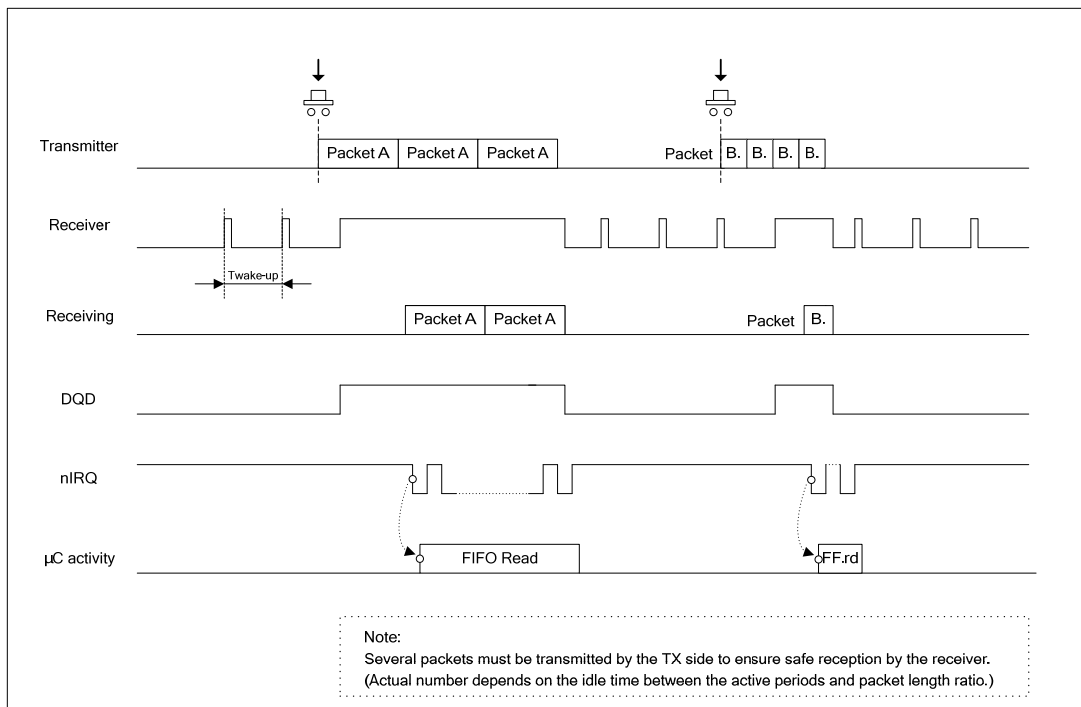 Transmitter
Packet A Packet A Packet A
Packet B. B. B. B.
Receiver
Twake-up
Receiving
Packet A Packet A
Packet B.
DQD
nIRQ
µC activity
FIFO Read
FF.rd
Note:
Several packets must be transmitted by the TX side to ensure safe reception by the receiver.
(Actual number depends on the idle time between the active periods and packet length ratio.)